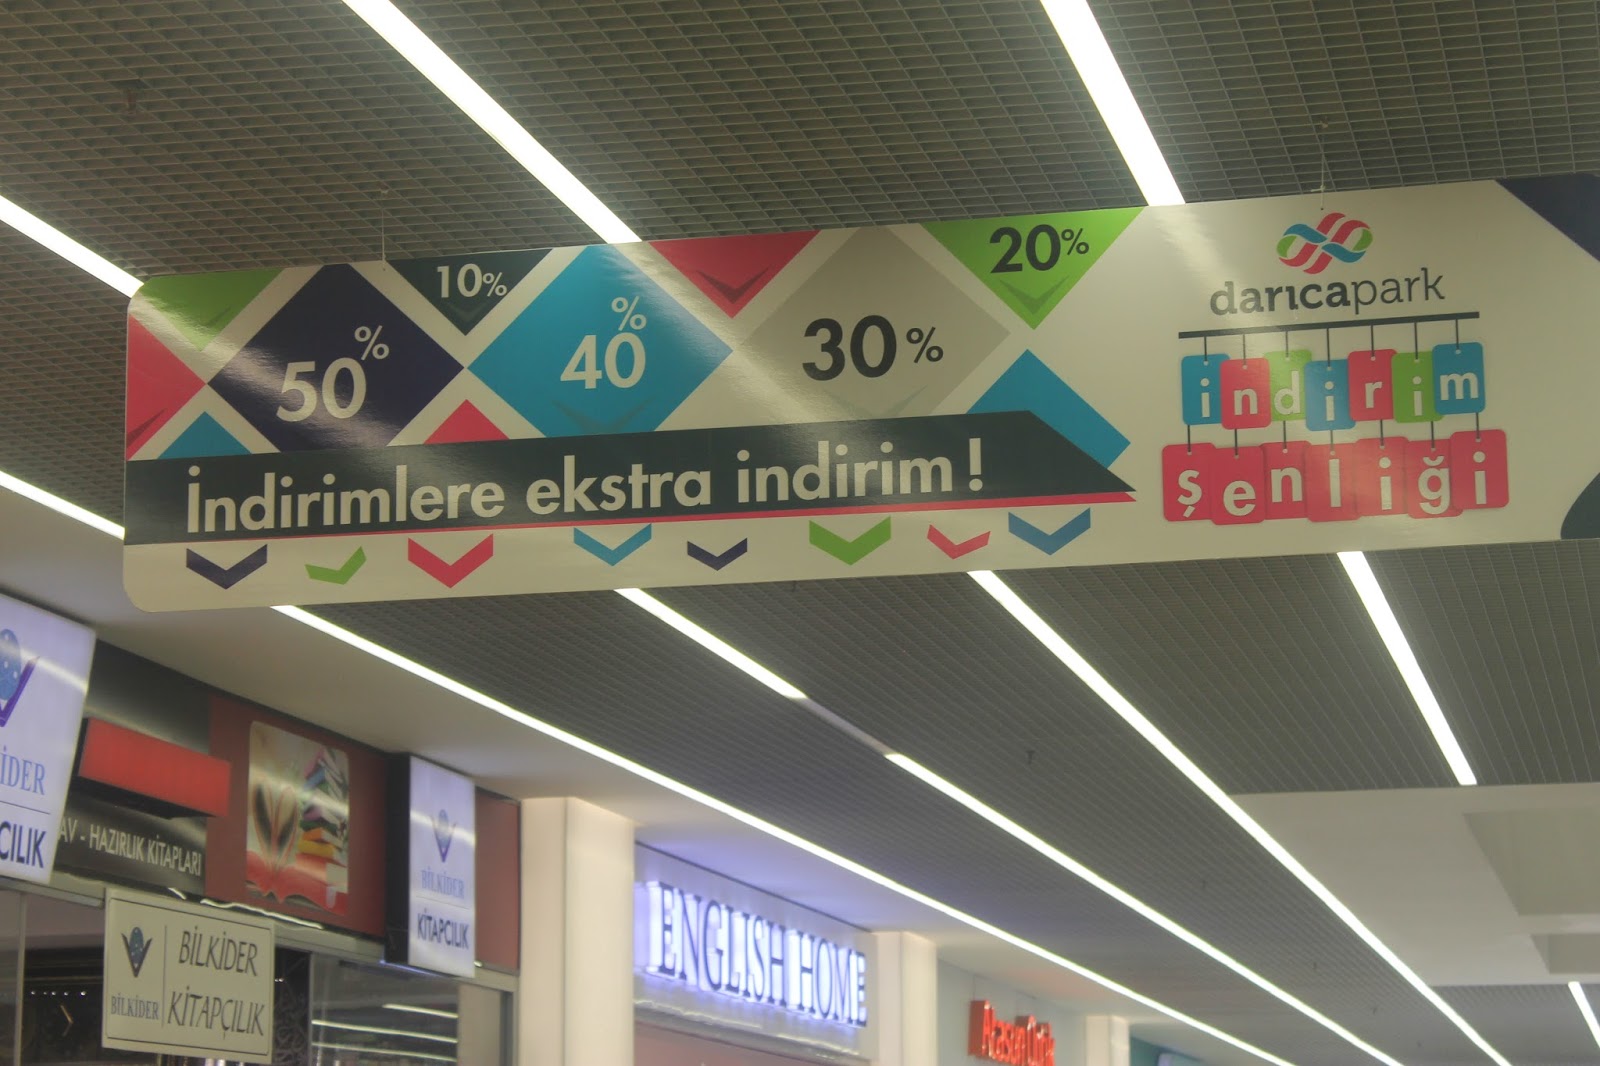 10%
20%
50%
40%
30%
darıcapark
indirim
şenliği
İndirimlere ekstra indirim!
İDER
CILIK
AV - HAZIRLIK KİTAPLARI
BİLKİDER
KİTAPÇILIK
BİLKİDER
BİLKİDER
KİTAPÇILIK
ENGLISH HOME